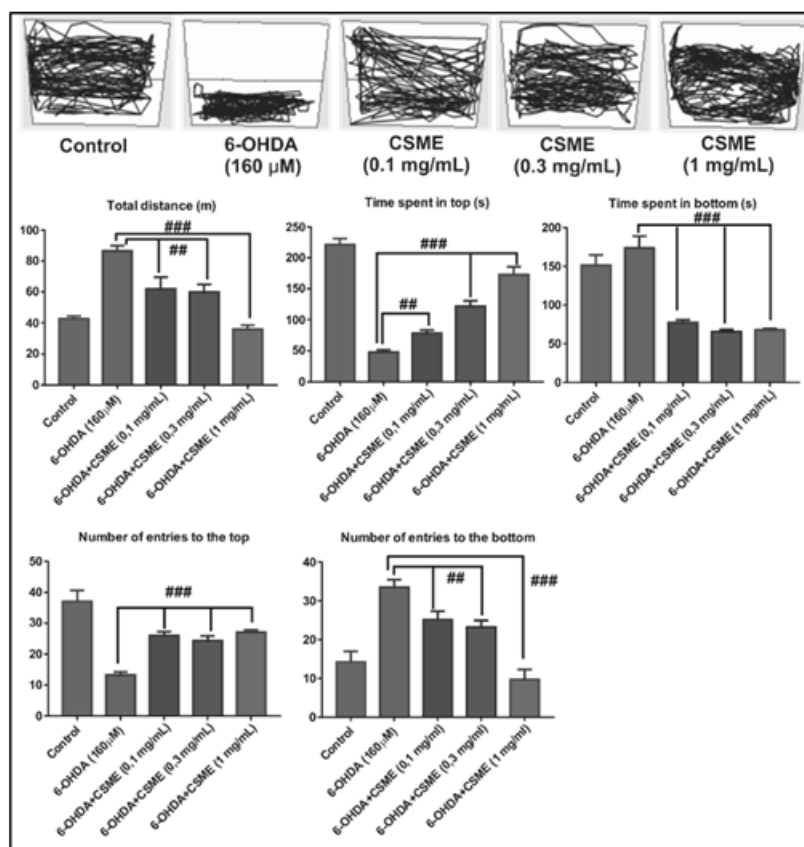 Control
6-OHDA
(160 µM)
CSME
(0.1 mg/mL)
CSME
(0.3 mg/mL)
CSME
(1 mg/mL)
Total distance (m)
100
80
60
40
20
0
###
##
Control
6-OHDA (160µM)
6-OHDA+CSME (0,1 mg/mL)
6-OHDA+CSME (0,3 mg/mL)
6-OHDA+CSME (1 mg/mL)
Time spent in top (s)
250
200
150
100
50
0
###
##
Control
6-OHDA (160µM)
6-OHDA+CSME (0,1 mg/mL)
6-OHDA+CSME (0,3 mg/mL)
6-OHDA+CSME (1 mg/mL)
Time spent in bottom (s)
200
150
100
50
0
###
Control
6-OHDA (160µM)
6-OHDA+CSME (0.1 mg/mL)
6-OHDA+CSME (0.3 mg/mL)
6-OHDA+CSME (1 mg/mL)
Number of entries to the top
50
40
30
20
10
0
###
Control
6-OHDA (160µM)
6-OHDA+CSME (0,1 mg/mL)
6-OHDA+CSME (0,3 mg/mL)
6-OHDA+CSME (1 mg/mL)
Number of entries to the bottom
40
30
20
10
0
##
###
Control
6-OHDA (160µM)
6-OHDA+CSME (0,1 mg/ml)
6-OHDA+CSME (0,3 mg/ml)
6-OHDA+CSME (1 mg/ml)